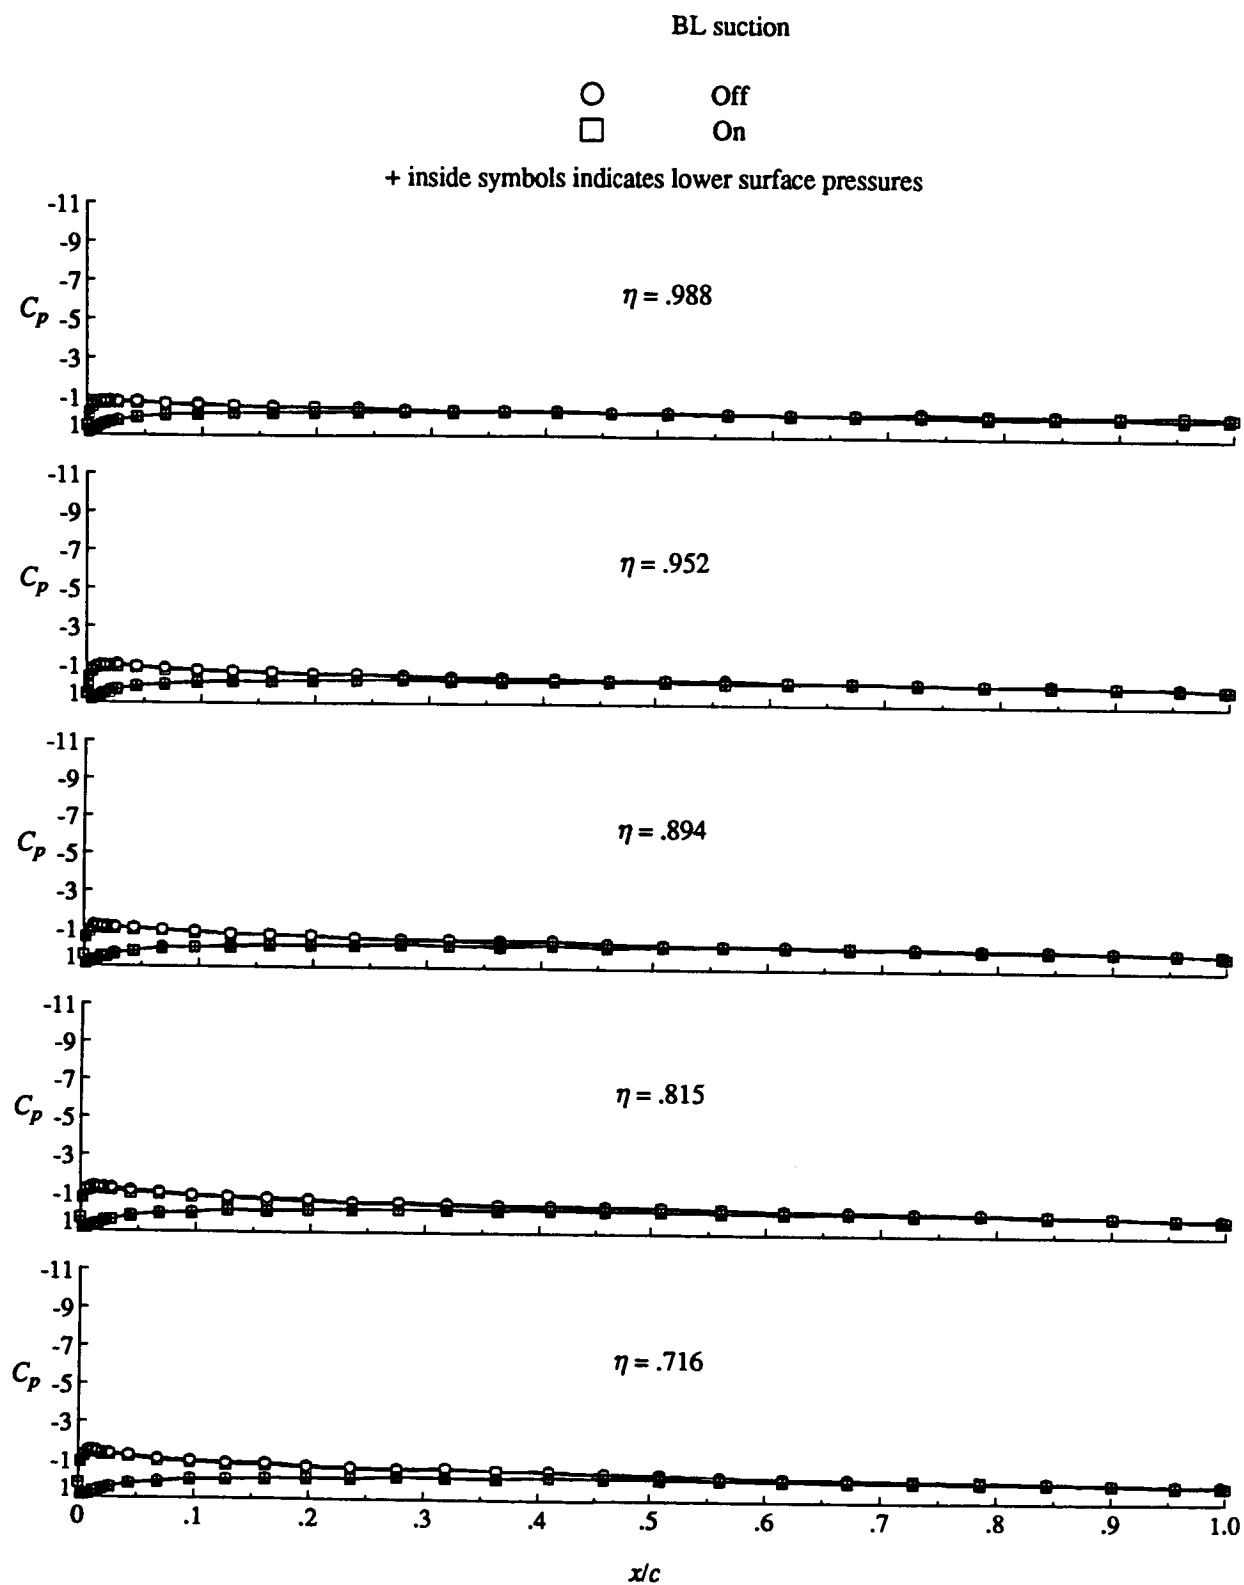 BL suction
Off
On
+ inside symbols indicates lower surface pressures
-11
-9
-7
Cp -5
-3
-1
1
η = .988
-11
-9
-7
Cp -5
-3
-1
1
η = .952
-11
-9
-7
Cp -5
-3
-1
1
η = .894
-11
-9
-7
Cp -5
-3
-1
1
η = .815
-11
-9
-7
Cp -5
-3
-1
1
η = .716
0 .1 .2 .3 .4 .5 .6 .7 .8 .9 1.0
x/c